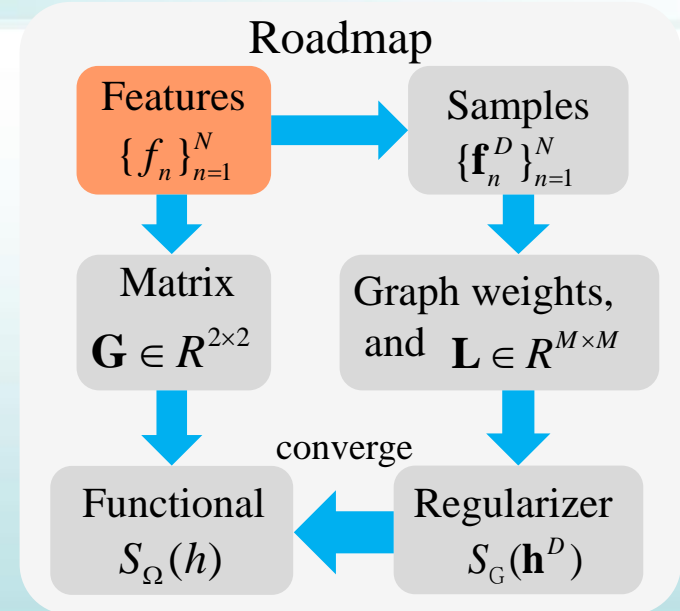 Roadmap
Features
{f_n}_{n=1}^N
Samples
{𝐟_n^D}_{n=1}^N
Matrix
𝐆 ∈ R^{2×2}
Graph weights,
and 𝐋 ∈ R^{M×M}
converge
Functional
S_Ω(h)
Regularizer
S_G(𝐡^D)